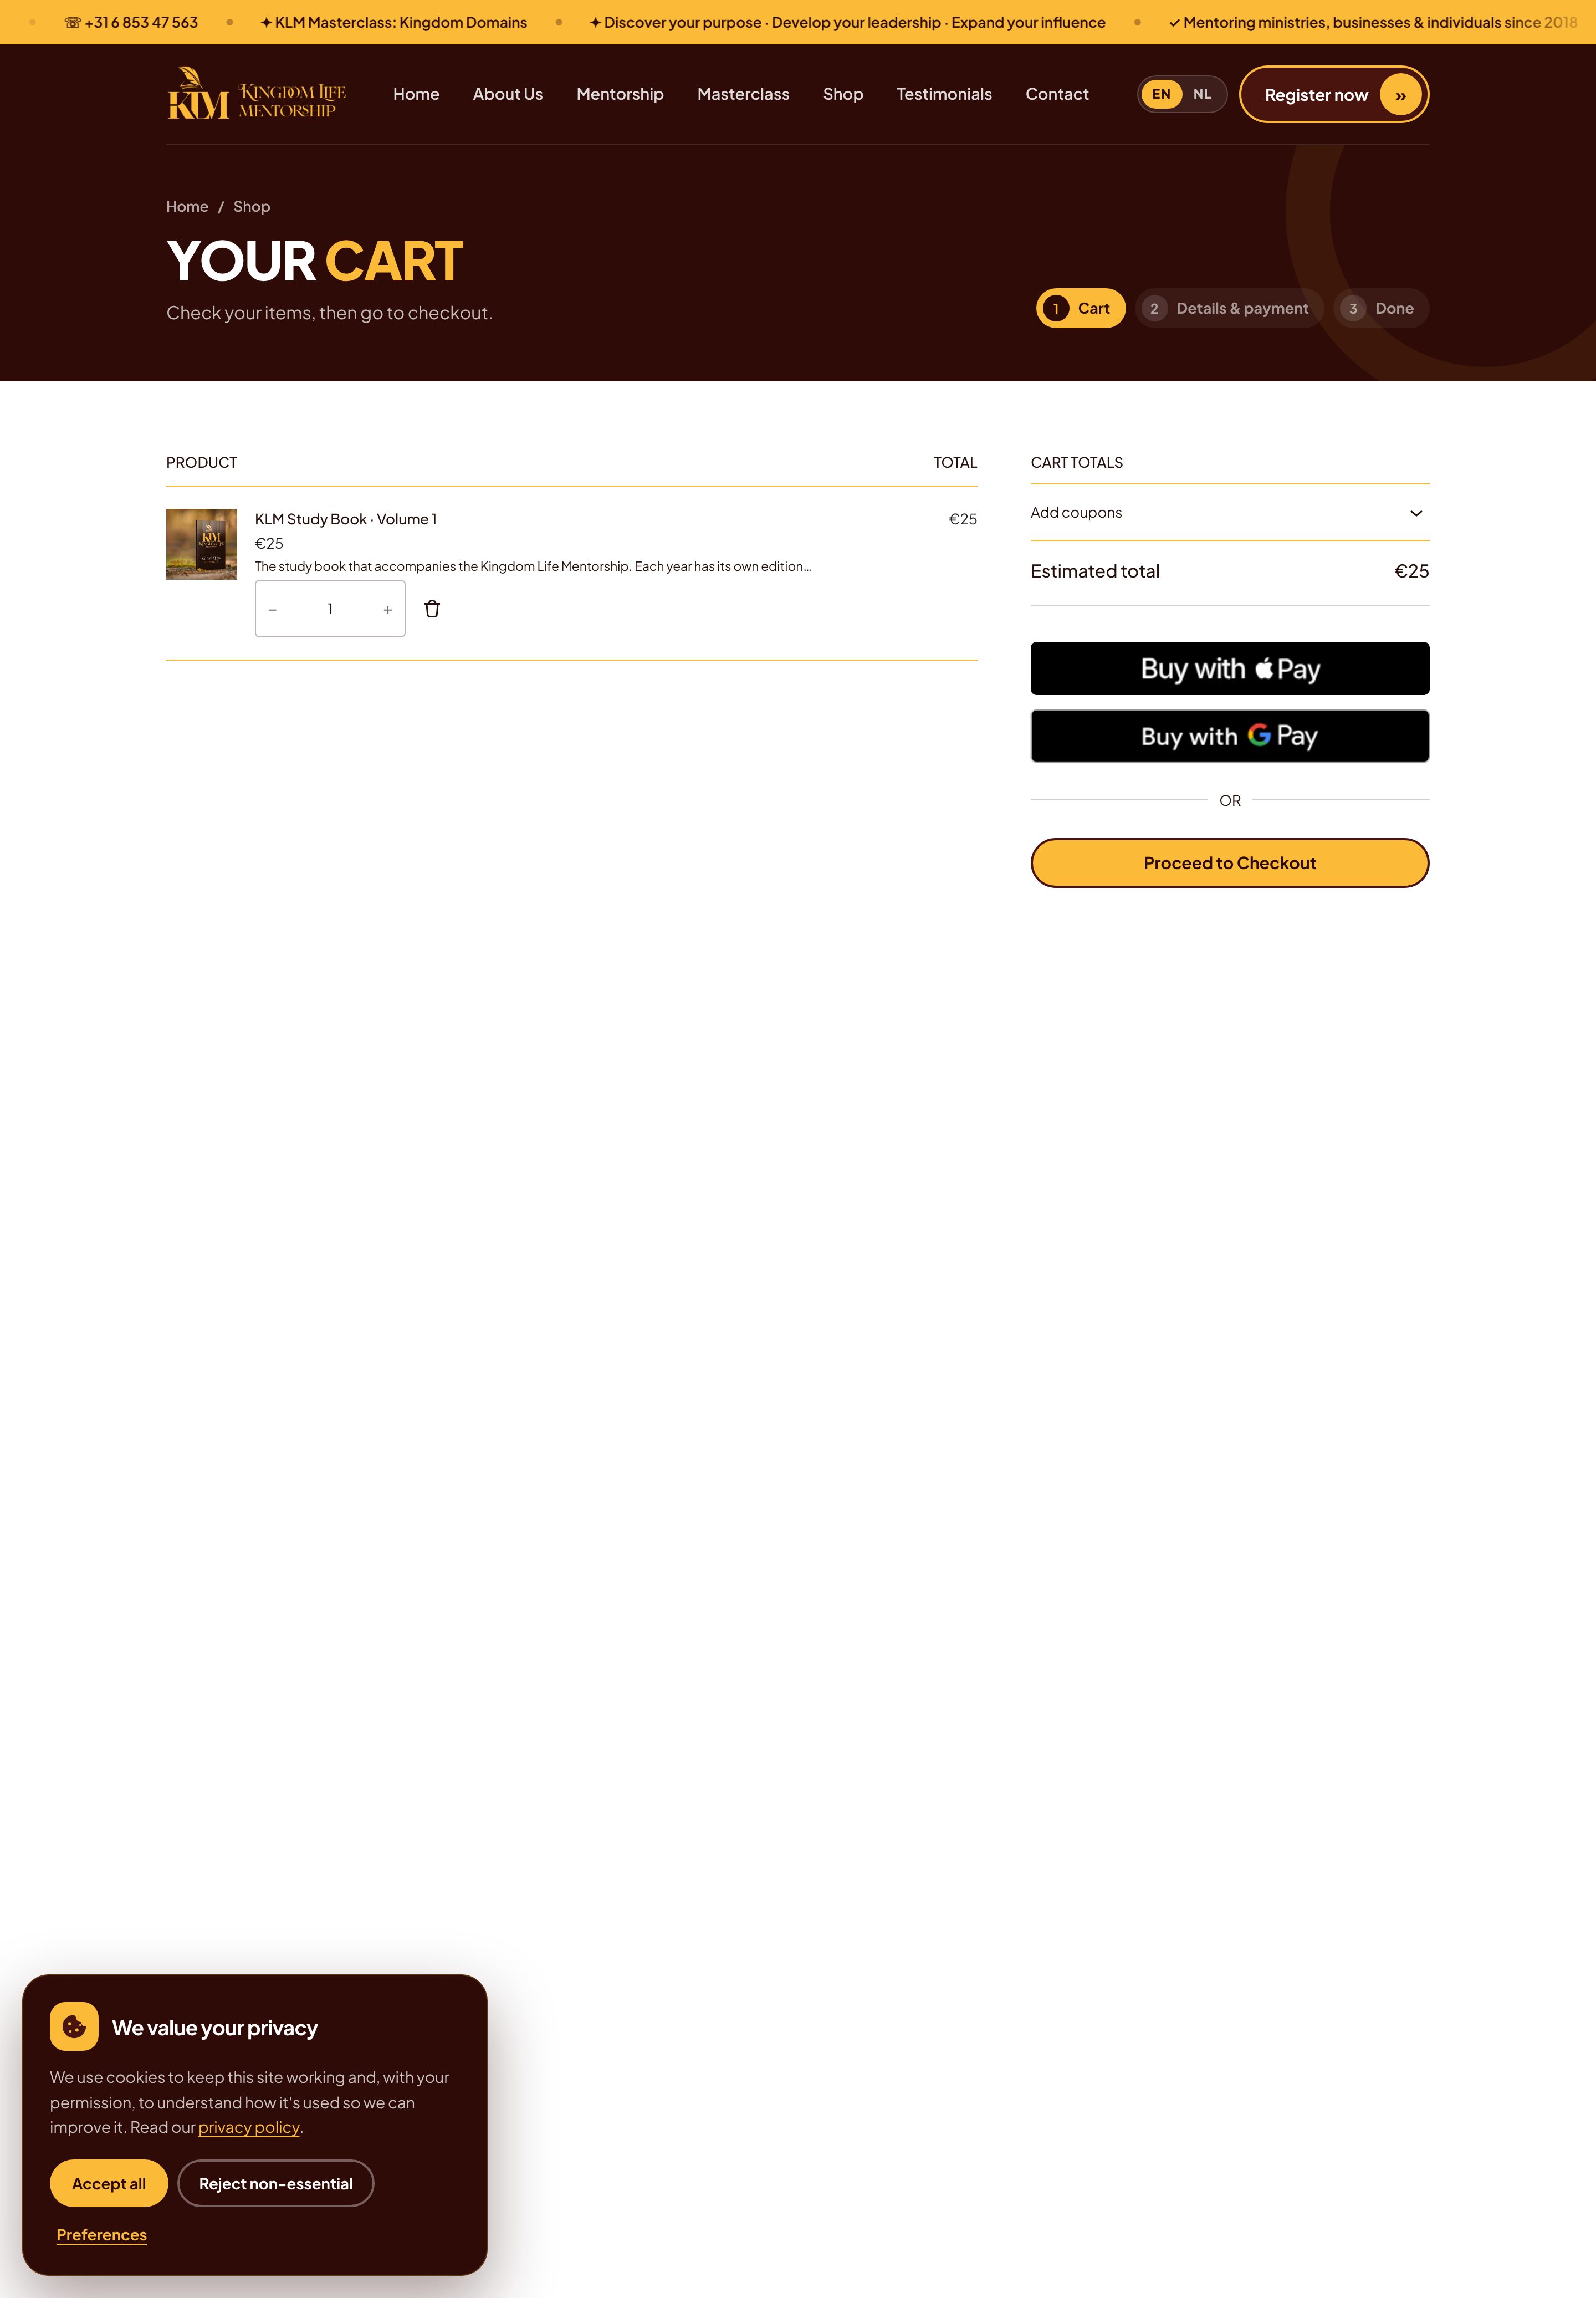 ☏ +31 6 853 47 563 • ✦ KLM Masterclass: Kingdom Domains • ✦ Discover your purpose · Develop your leadership · Expand your influence • ✓ Mentoring ministries, businesses & individuals since 2018
KLM KINGDOM LIFE MENTORSHIP
Home About Us Mentorship Masterclass Shop Testimonials Contact EN NL Register now »
Home / Shop
YOUR CART
Check your items, then go to checkout.
1 Cart 2 Details & payment 3 Done
PRODUCT TOTAL
KLM Study Book · Volume 1 €25
€25
The study book that accompanies the Kingdom Life Mentorship. Each year has its own edition…
− 1 +
CART TOTALS
Add coupons
Estimated total €25
Buy with Pay
Buy with G Pay
OR
Proceed to Checkout
We value your privacy
We use cookies to keep this site working and, with your
permission, to understand how it's used so we can
improve it. Read our privacy policy.
Accept all Reject non-essential
Preferences